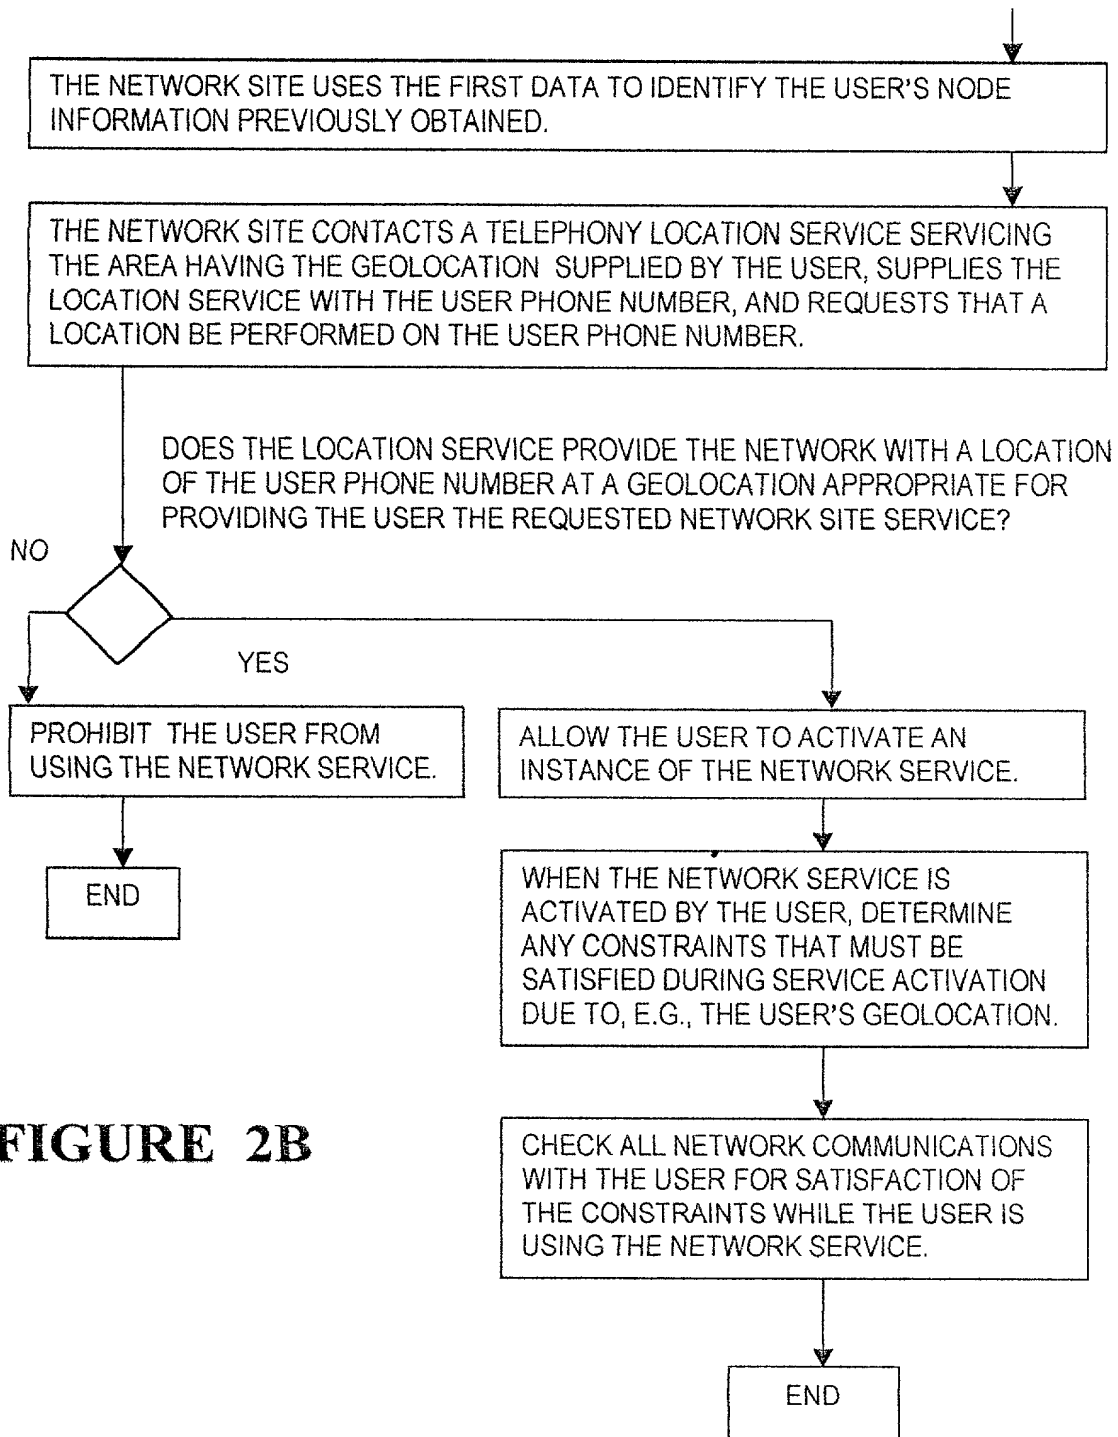 THE NETWORK SITE USES THE FIRST DATA TO IDENTIFY THE USER'S NODE
INFORMATION PREVIOUSLY OBTAINED.
THE NETWORK SITE CONTACTS A TELEPHONY LOCATION SERVICE SERVICING
THE AREA HAVING THE GEOLOCATION SUPPLIED BY THE USER, SUPPLIES THE
LOCATION SERVICE WITH THE USER PHONE NUMBER, AND REQUESTS THAT A
LOCATION BE PERFORMED ON THE USER PHONE NUMBER.
DOES THE LOCATION SERVICE PROVIDE THE NETWORK WITH A LOCATION
OF THE USER PHONE NUMBER AT A GEOLOCATION APPROPRIATE FOR
PROVIDING THE USER THE REQUESTED NETWORK SITE SERVICE?
NO
YES
PROHIBIT THE USER FROM
USING THE NETWORK SERVICE.
END
ALLOW THE USER TO ACTIVATE AN
INSTANCE OF THE NETWORK SERVICE.
WHEN THE NETWORK SERVICE IS
ACTIVATED BY THE USER, DETERMINE
ANY CONSTRAINTS THAT MUST BE
SATISFIED DURING SERVICE ACTIVATION
DUE TO, E.G., THE USER'S GEOLOCATION.
CHECK ALL NETWORK COMMUNICATIONS
WITH THE USER FOR SATISFACTION OF
THE CONSTRAINTS WHILE THE USER IS
USING THE NETWORK SERVICE.
END
FIGURE 2B